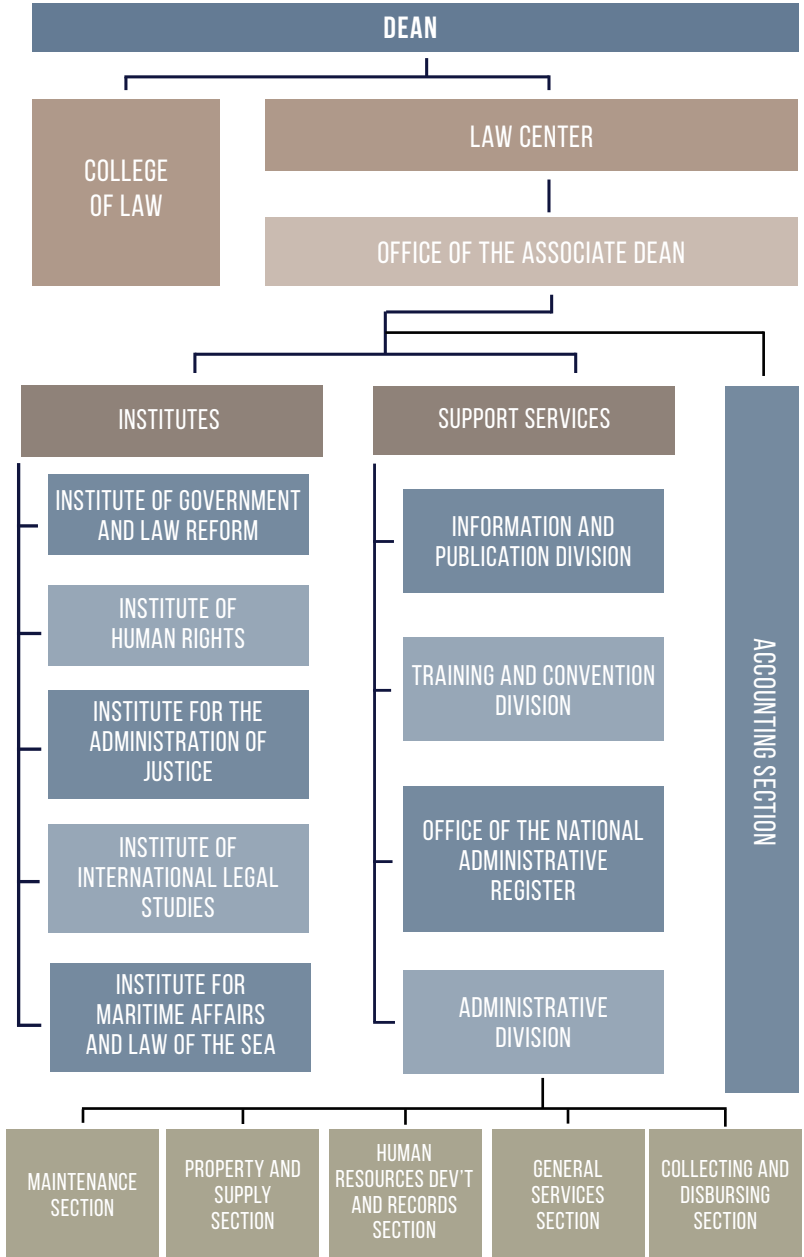 DEAN
COLLEGE
OF LAW
LAW CENTER
OFFICE OF THE ASSOCIATE DEAN
INSTITUTES
INSTITUTE OF GOVERNMENT
AND LAW REFORM
INSTITUTE OF
HUMAN RIGHTS
INSTITUTE FOR THE
ADMINISTRATION OF
JUSTICE
INSTITUTE OF
INTERNATIONAL LEGAL
STUDIES
INSTITUTE FOR
MARITIME AFFAIRS
AND LAW OF THE SEA
SUPPORT SERVICES
INFORMATION AND
PUBLICATION DIVISION
TRAINING AND CONVENTION
DIVISION
OFFICE OF THE NATIONAL
ADMINISTRATIVE
REGISTER
ADMINISTRATIVE
DIVISION
ACCOUNTING SECTION
MAINTENANCE
SECTION
PROPERTY AND
SUPPLY
SECTION
HUMAN
RESOURCES DEV'T
AND RECORDS
SECTION
GENERAL
SERVICES
SECTION
COLLECTING AND
DISBURSING
SECTION